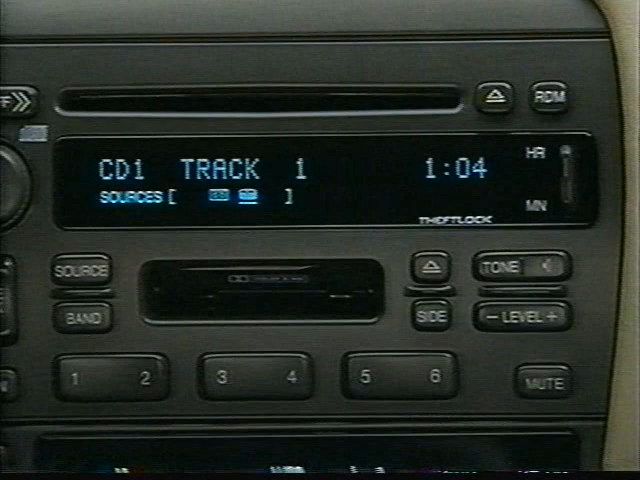 RDM
CD1 TRACK 1 1:04
HR
SOURCES [ ]
MN
THEFTLOCK
SOURCE
TONE
BAND
SIDE
- LEVEL +
1 2 3 4 5 6
MUTE